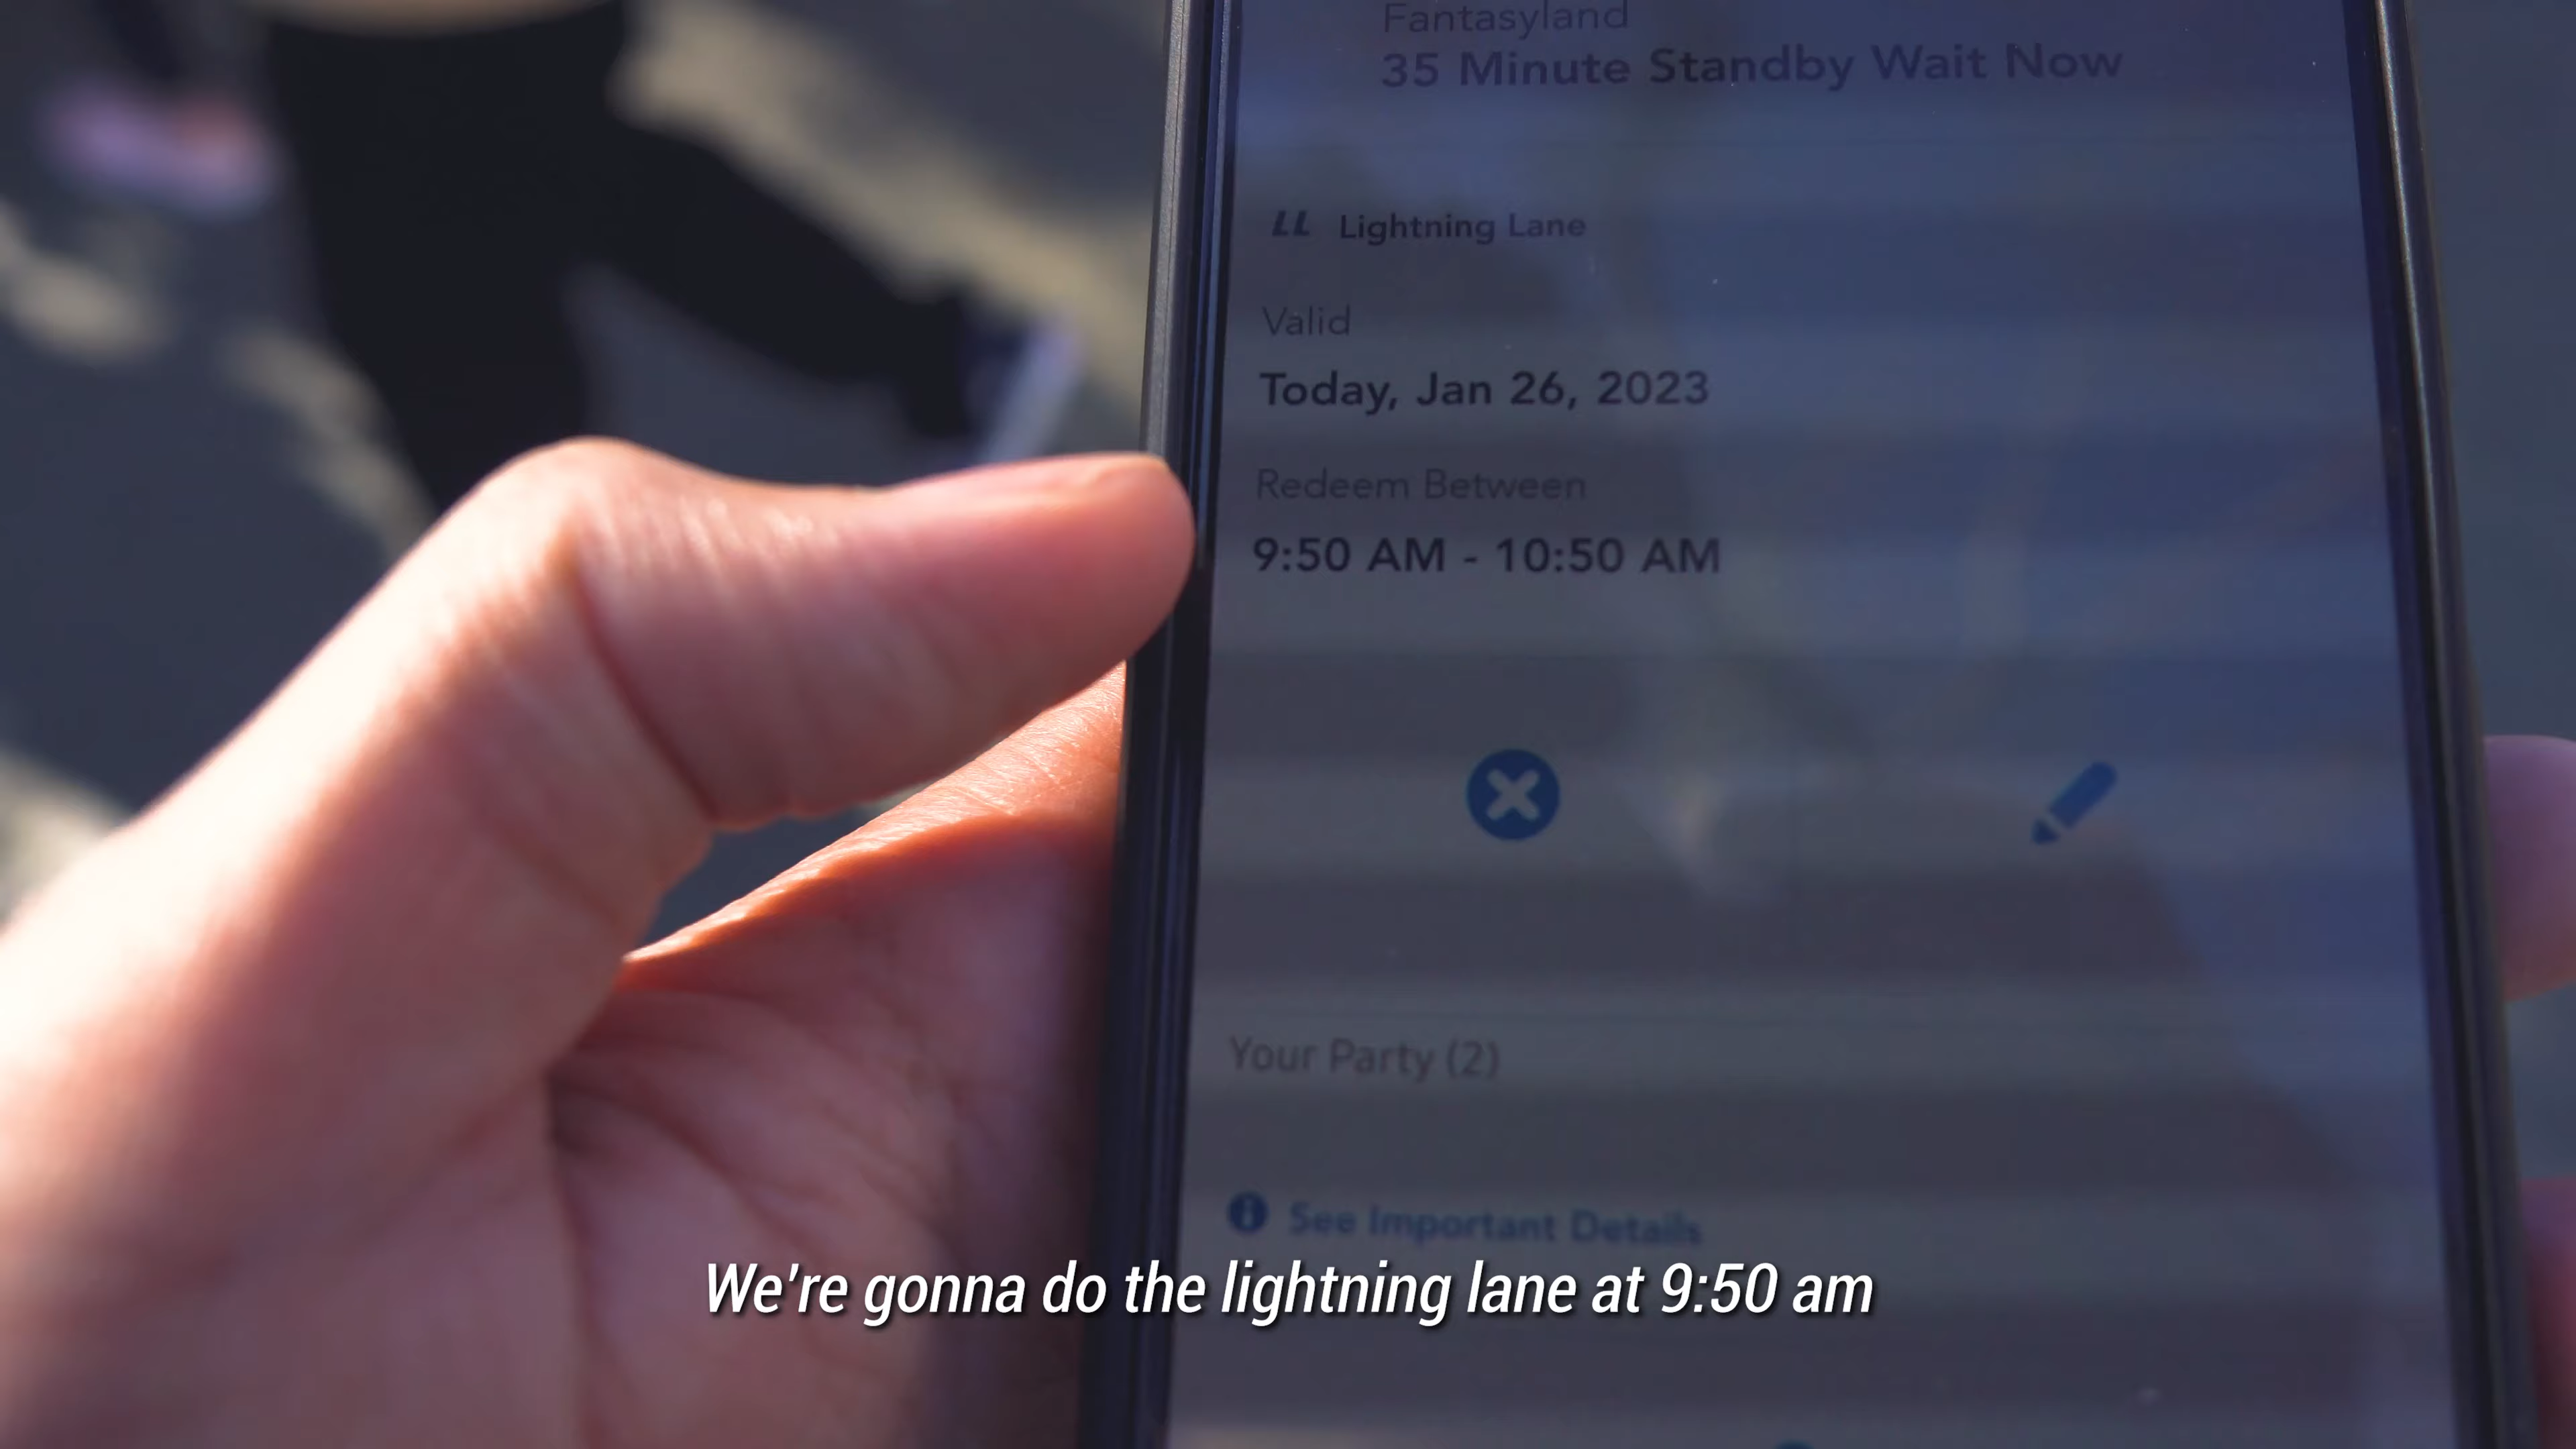 Fantasyland
35 Minute Standby Wait Now
LL Lightning Lane
Valid
Today, Jan 26, 2023
Redeem Between
9:50 AM - 10:50 AM
Your Party (2)
See Important Details
We're gonna do the lightning lane at 9:50 am